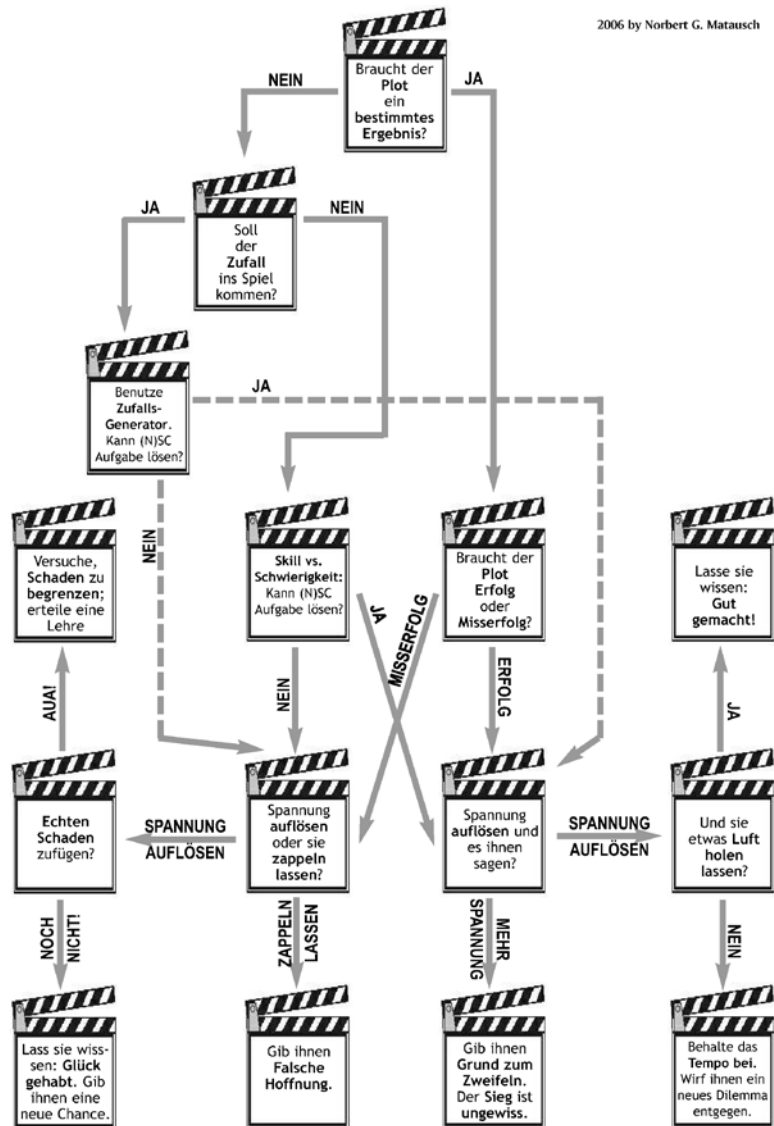 2006 by Norbert G. Matausch
NEIN
JA
Braucht der
Plot
ein
bestimmtes
Ergebnis?
JA
NEIN
Soll
der
Zufall
ins Spiel
kommen?
JA
Benutze
Zufalls-
Generator.
Kann (N)SC
Aufgabe lösen?
NEIN
Versuche,
Schaden zu
begrenzen;
erteile eine
Lehre
Skill vs.
Schwierigkeit:
Kann (N)SC
Aufgabe lösen?
Braucht der
Plot
Erfolg
oder
Misserfolg?
Lasse sie
wissen:
Gut
gemacht!
JA
MISSERFOLG
AUA!
NEIN
ERFOLG
JA
Echten
Schaden
zufügen?
SPANNUNG
AUFLÖSEN
Spannung
auflösen
oder sie
zappeln
lassen?
Spannung
auflösen und
es ihnen
sagen?
SPANNUNG
AUFLÖSEN
Und sie
etwas Luft
holen
lassen?
NOCH
NICHT!
ZAPPELN
LASSEN
MEHR
SPANNUNG
NEIN
Lass sie wiss-
sen: Glück
gehabt. Gib
ihnen eine
neue Chance.
Gib ihnen
Falsche
Hoffnung.
Gib ihnen
Grund zum
Zweifeln.
Der Sieg ist
ungewiss.
Behalte das
Tempo bei.
Wirf ihnen ein
neues Dilemma
entgegen.